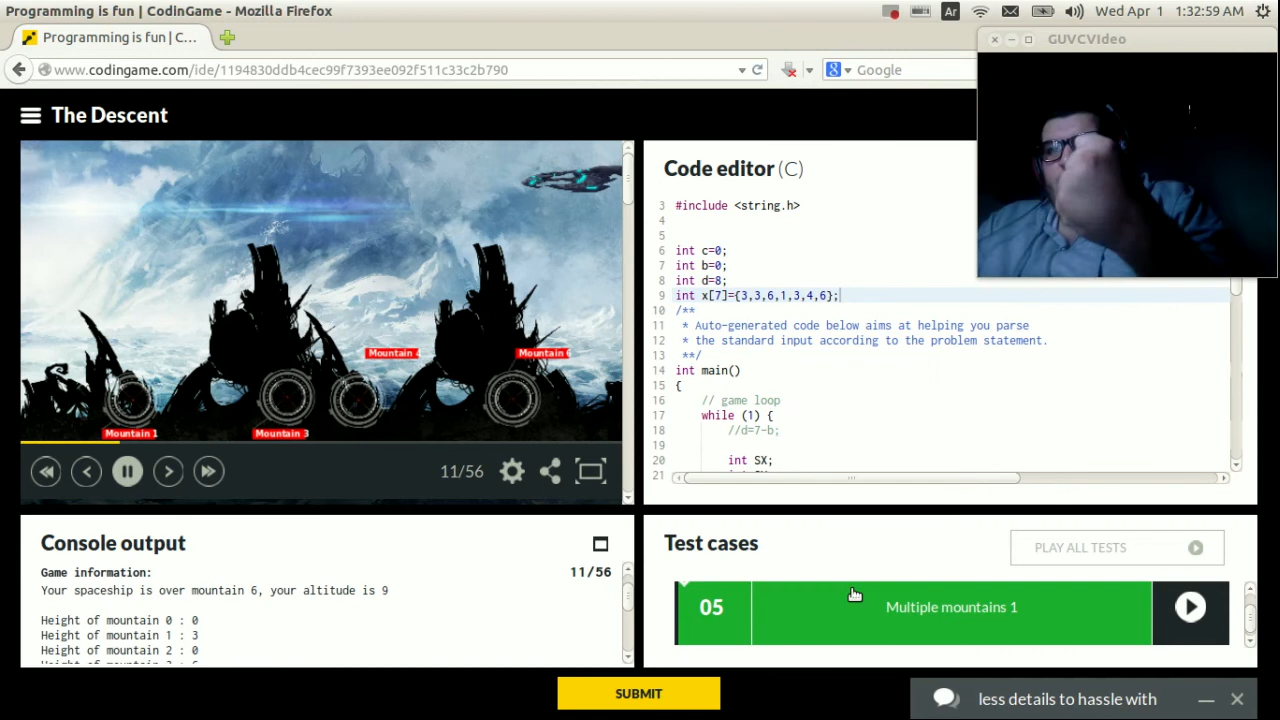 Programming is fun | CodinGame - Mozilla Firefox
Ar
Wed Apr 1 1:32:59 AM
Programming is fun | C...
GUVCVIdeo
www.codingame.com/ide/1194830ddb4cec99f7393ee092f511c33c2b790
8 Google
The Descent
Mountain 4
Mountain 6
Mountain 1
Mountain 3
11/56
Code editor (C)
3 #include <string.h>
4
5
6 int c=0;
7 int b=0;
8 int d=8;
9 int x[7]={3,3,6,1,3,4,6};
10 /**
11 * Auto-generated code below aims at helping you parse
12 * the standard input according to the problem statement.
13 **/
14 int main()
15 {
16 // game loop
17 while (1) {
18 //d=7-b;
19
20 int SX;
21
Console output
Game information: 11/56
Your spaceship is over mountain 6, your altitude is 9
Height of mountain 0 : 0
Height of mountain 1 : 3
Height of mountain 2 : 0
Test cases
PLAY ALL TESTS
05 Multiple mountains 1
SUBMIT
less details to hassle with